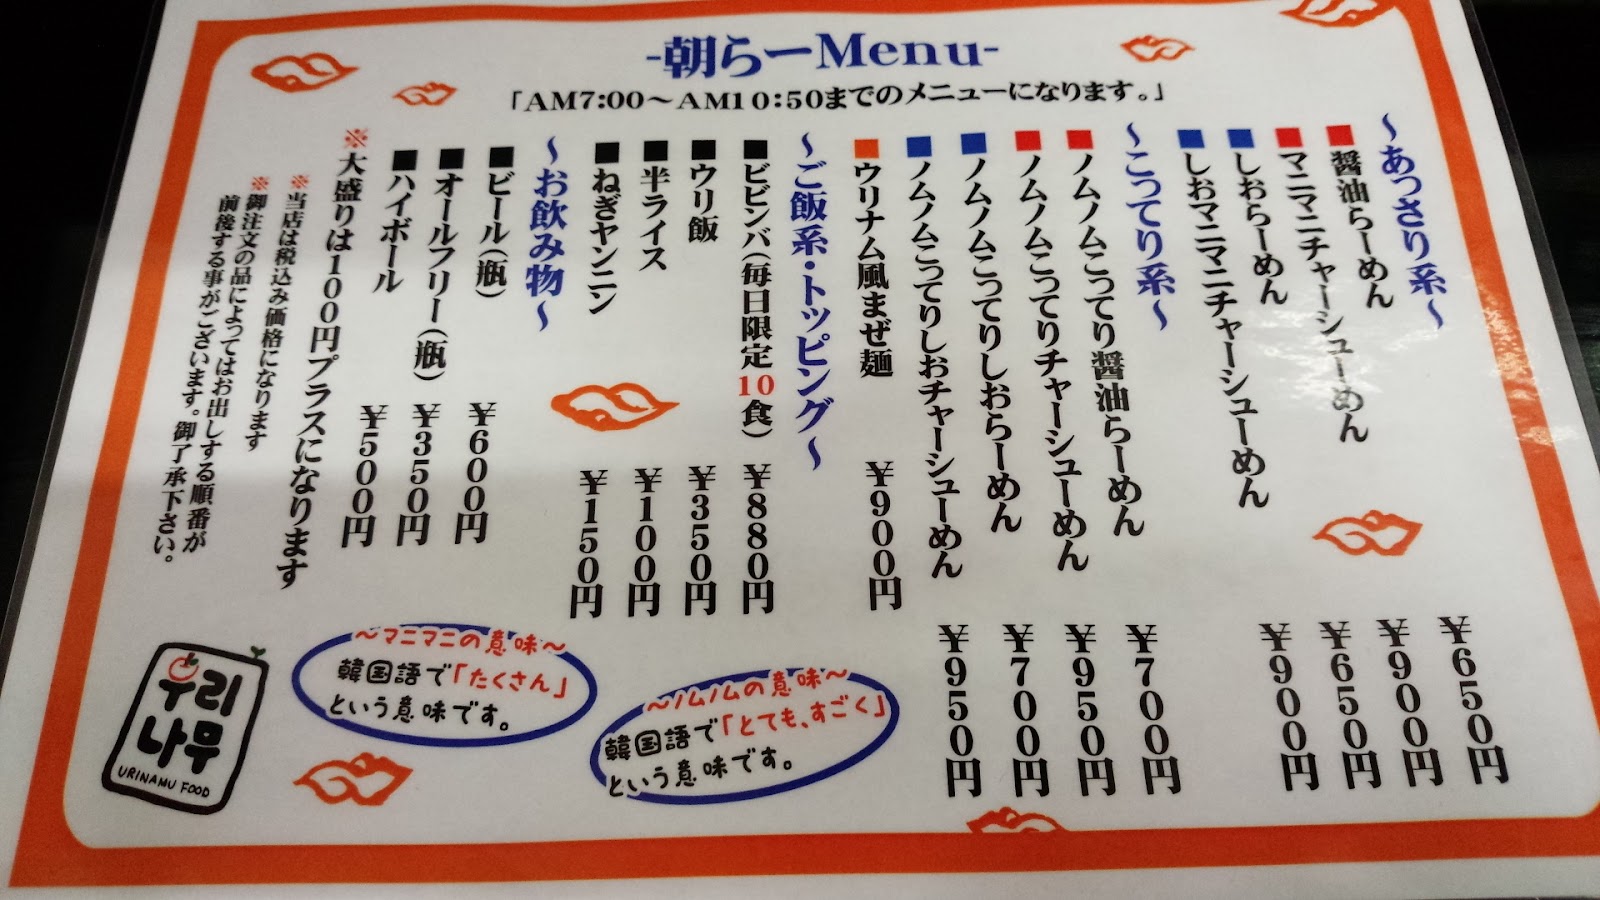 -朝らーMenu-
「AM7:00～AM10:50までのメニューになります。」
～あっさり系～
■醤油らーめん ¥650円
■マニマニチャーシューめん ¥900円
■しおらーめん ¥650円
■しおマニマニチャーシューめん ¥900円
～こってり系～
■ノムノムこってり醤油らーめん ¥700円
■ノムノムこってりチャーシューめん ¥950円
■ノムノムこってりしおらーめん ¥700円
■ノムノムこってりしおチャーシューめん ¥950円
■ウリナム風まぜ麺 ¥900円
～ご飯系・トッピング～
■ビビンバ(毎日限定10食) ¥880円
■ウリ飯 ¥350円
■半ライス ¥100円
■ねぎヤンニン ¥150円
～お飲み物～
■ビール(瓶) ¥600円
■オールフリー(瓶) ¥350円
■ハイボール ¥500円
※大盛りは100円プラスになります
※当店は税込み価格になります
※御注文の品によってはお出しする順番が
前後する事がございます。御了承下さい。
～マニマニの意味～
韓国語で「たくさん」
という意味です。
～ノムノムの意味～
韓国語で「とても、すごく」
という意味です。
우리
나무
URINAMU FOOD